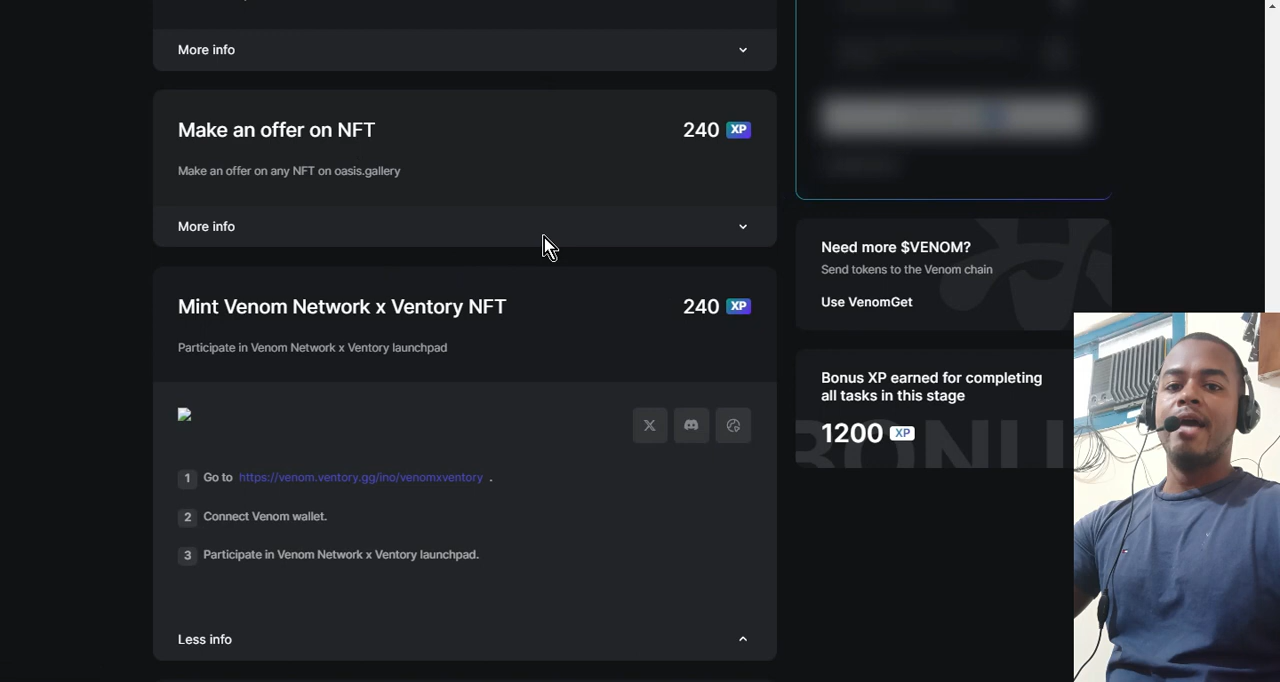 More info
Make an offer on NFT
240 XP
Make an offer on any NFT on oasis.gallery
More info
Mint Venom Network x Ventory NFT
240 XP
Participate in Venom Network x Ventory launchpad
1 Go to https://venom.ventory.gg/ino/venomxventory .
2 Connect Venom wallet.
3 Participate in Venom Network x Ventory launchpad.
Less info
Need more $VENOM?
Send tokens to the Venom chain
Use VenomGet
Bonus XP earned for completing
all tasks in this stage
1200 XP
BONU